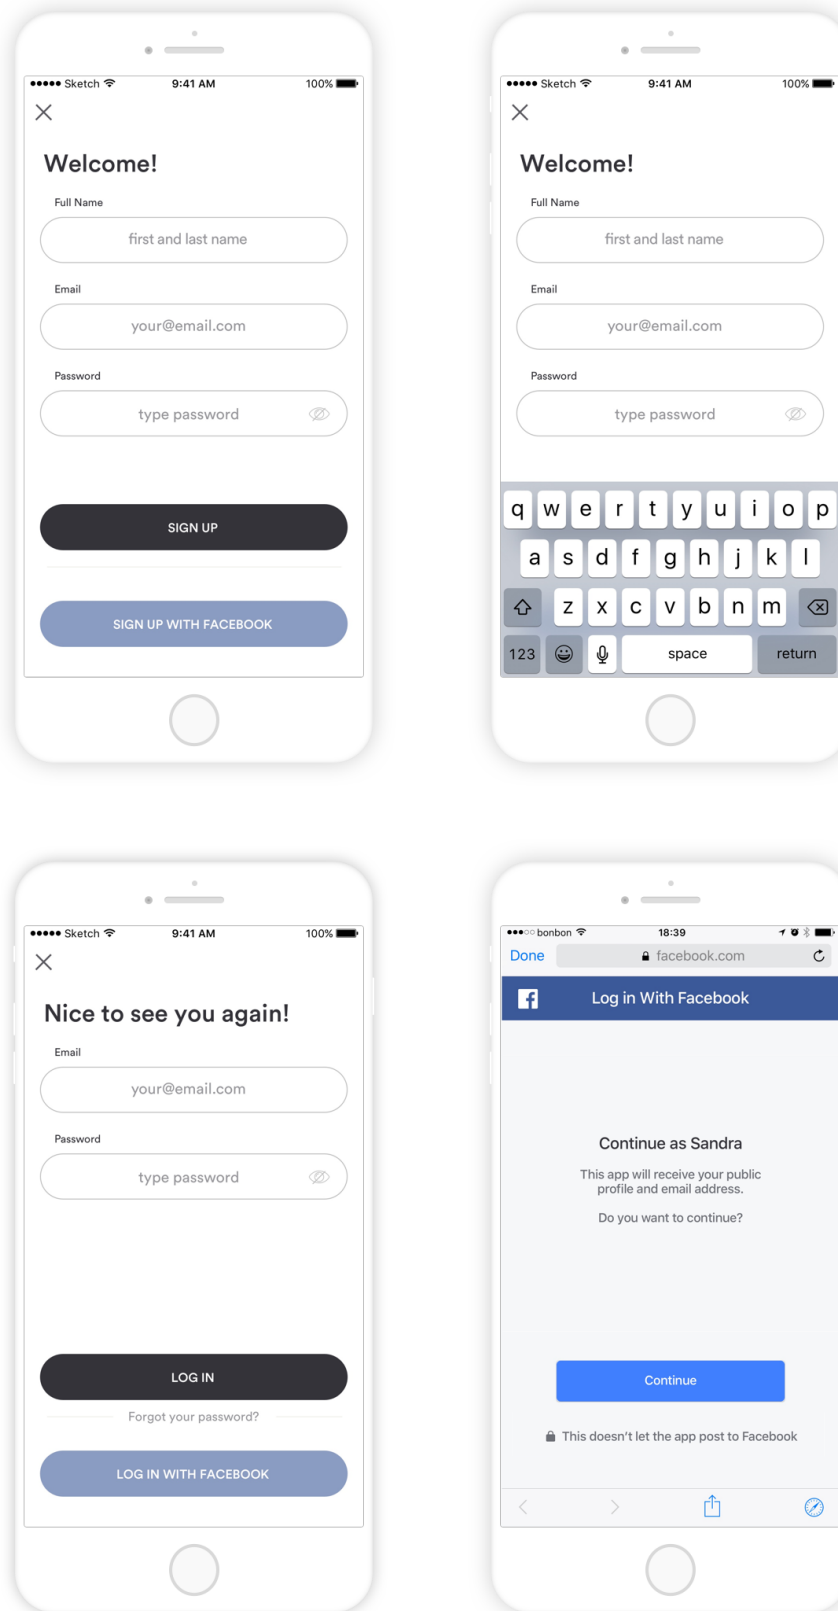 Sketch 9:41 AM 100%
Welcome!
Full Name
first and last name
Email
your@email.com
Password
type password
SIGN UP
SIGN UP WITH FACEBOOK
Sketch 9:41 AM 100%
Welcome!
Full Name
first and last name
Email
your@email.com
Password
type password
q w e r t y u i o p
a s d f g h j k l
z x c v b n m
123 space return
Sketch 9:41 AM 100%
Nice to see you again!
Email
your@email.com
Password
type password
LOG IN
Forgot your password?
LOG IN WITH FACEBOOK
bonbon 18:39
Done facebook.com
f Log in With Facebook
Continue as Sandra
This app will receive your public
profile and email address.
Do you want to continue?
Continue
This doesn't let the app post to Facebook